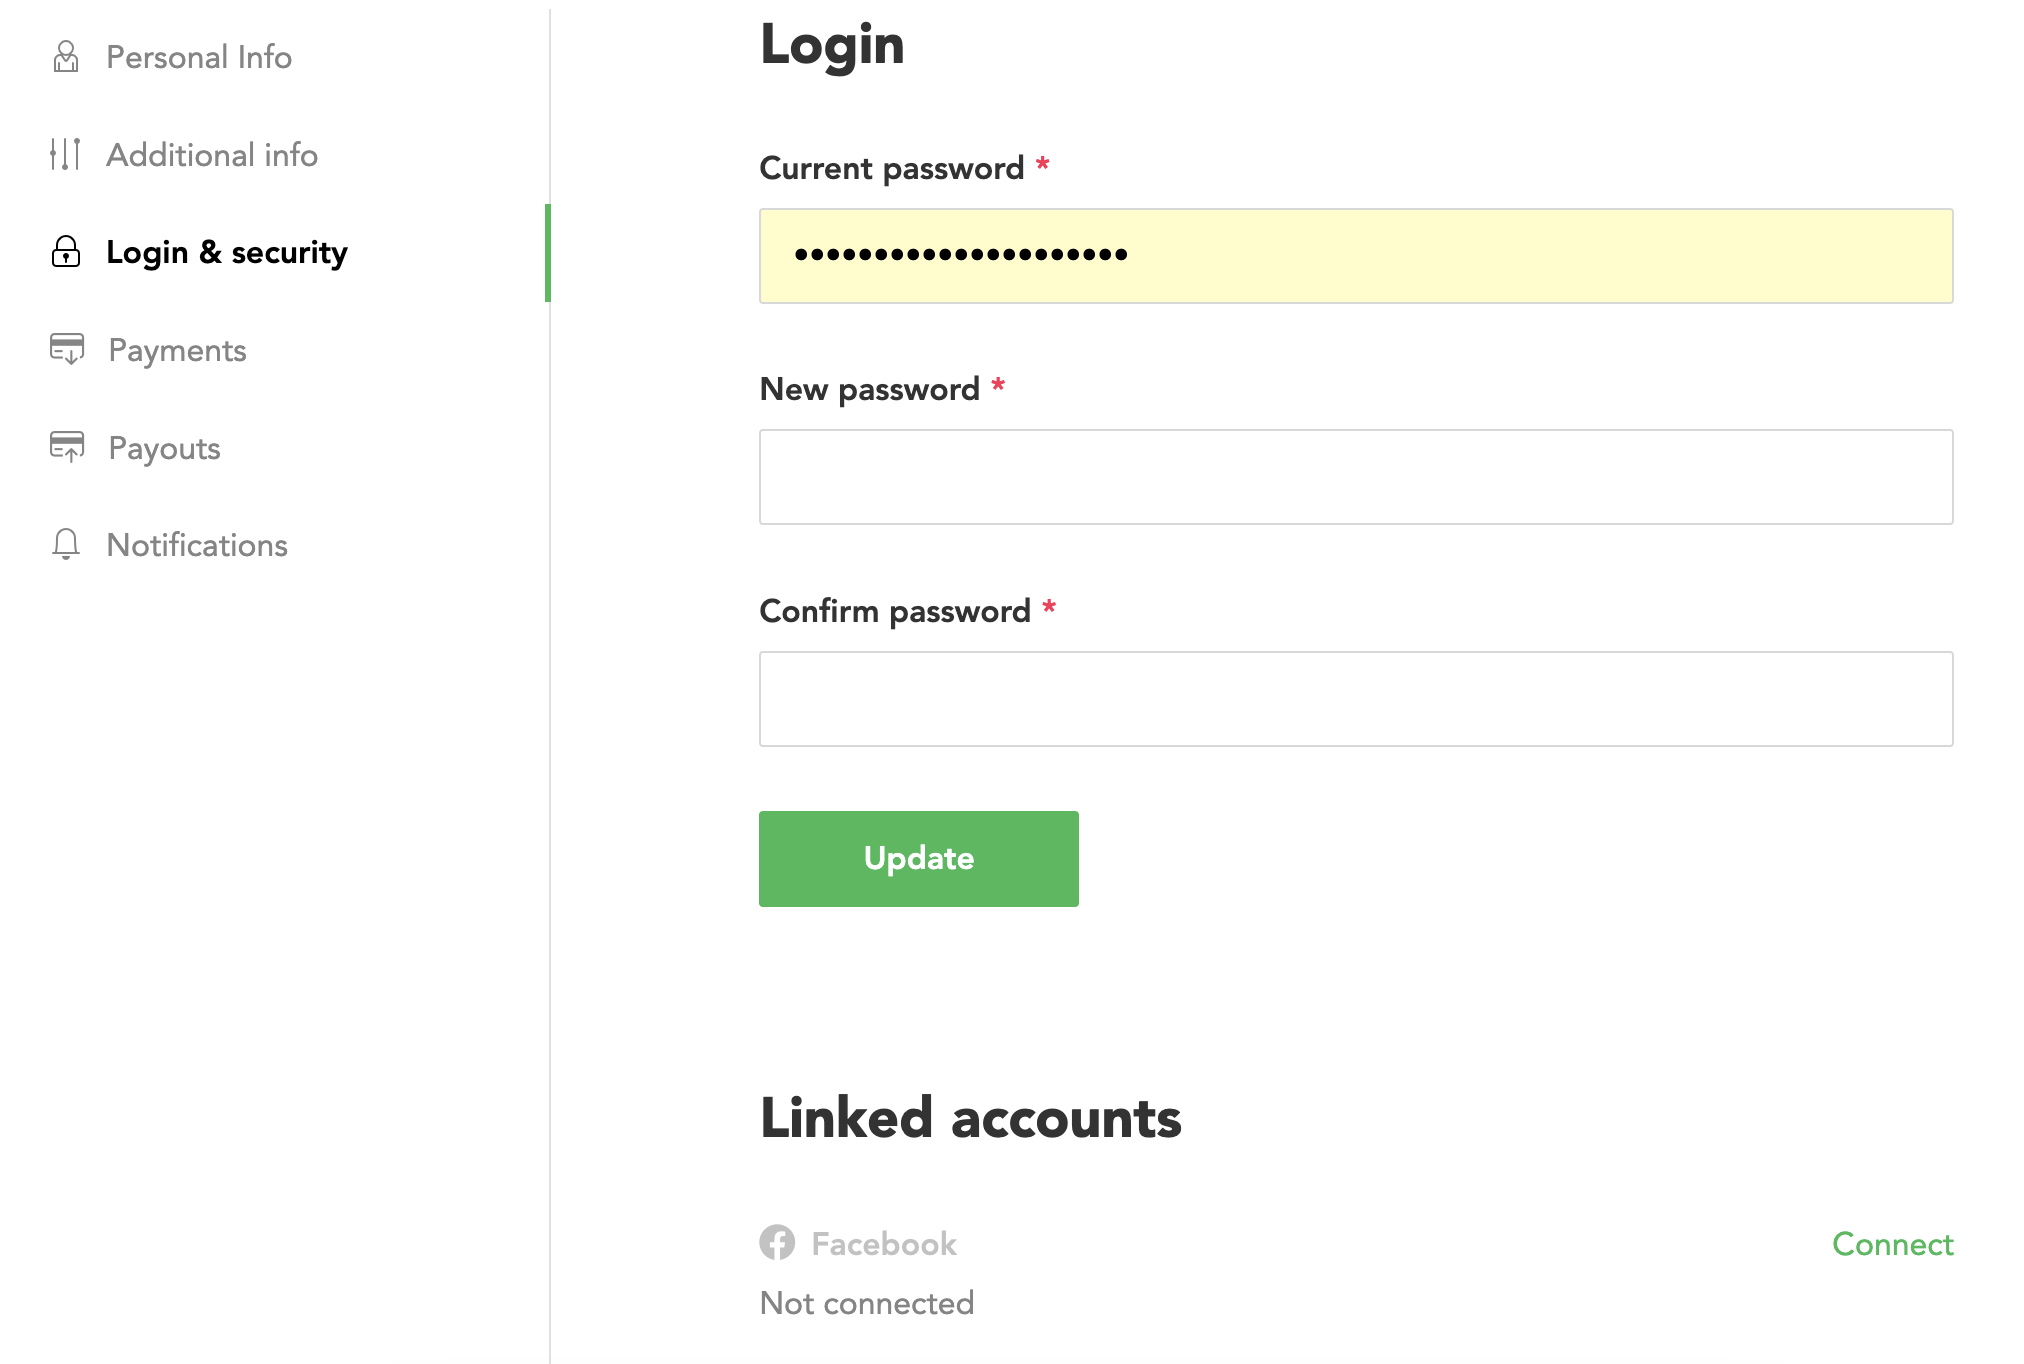 Personal Info
Additional info
Login & security
Payments
Payouts
Notifications
Login
Current password *
•••••••••••••••••••••
New password *
Confirm password *
Update
Linked accounts
Facebook
Connect
Not connected